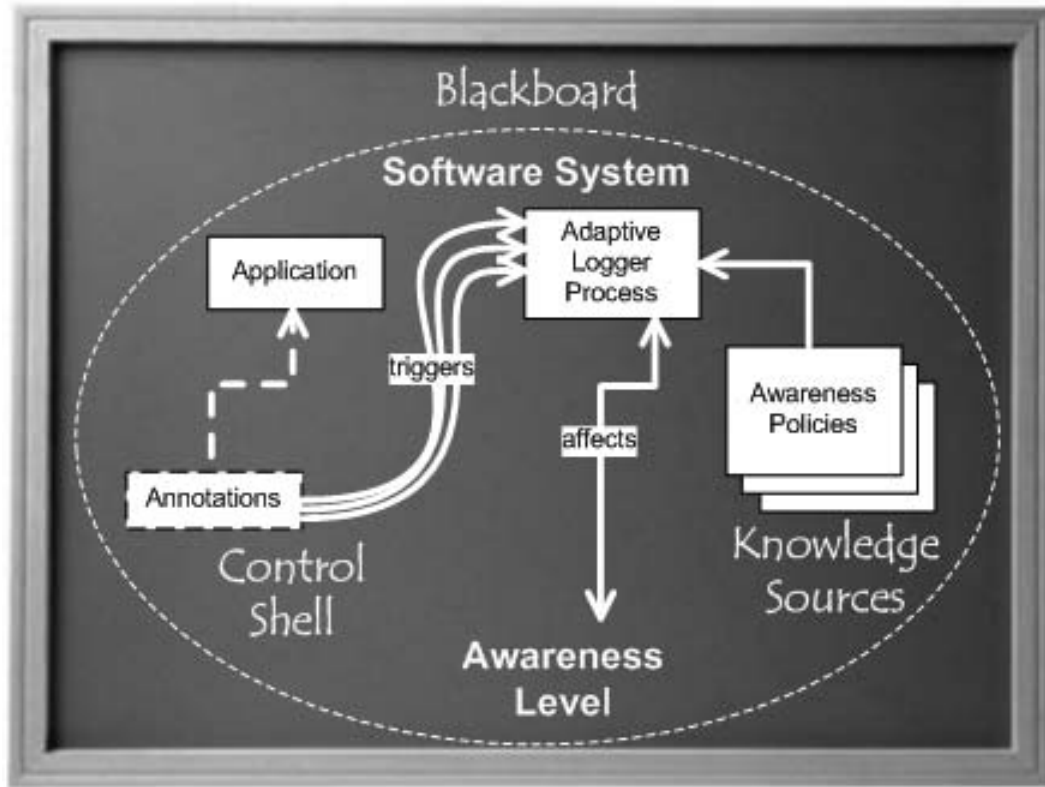 Blackboard
Software System
Application
Adaptive
Logger
Process
triggers
Awareness
Policies
affects
Annotations
Control
Shell
Knowledge
Sources
Awareness
Level